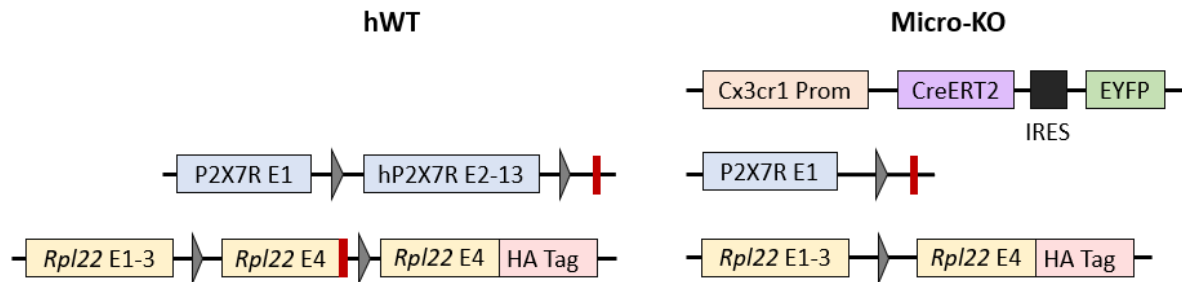 hWT
Micro-KO
Cx3cr1 Prom CreERT2 EYFP
IRES
P2X7R E1 hP2X7R E2-13 P2X7R E1
Rpl22 E1-3 Rpl22 E4 Rpl22 E4 HA Tag Rpl22 E1-3 Rpl22 E4 HA Tag